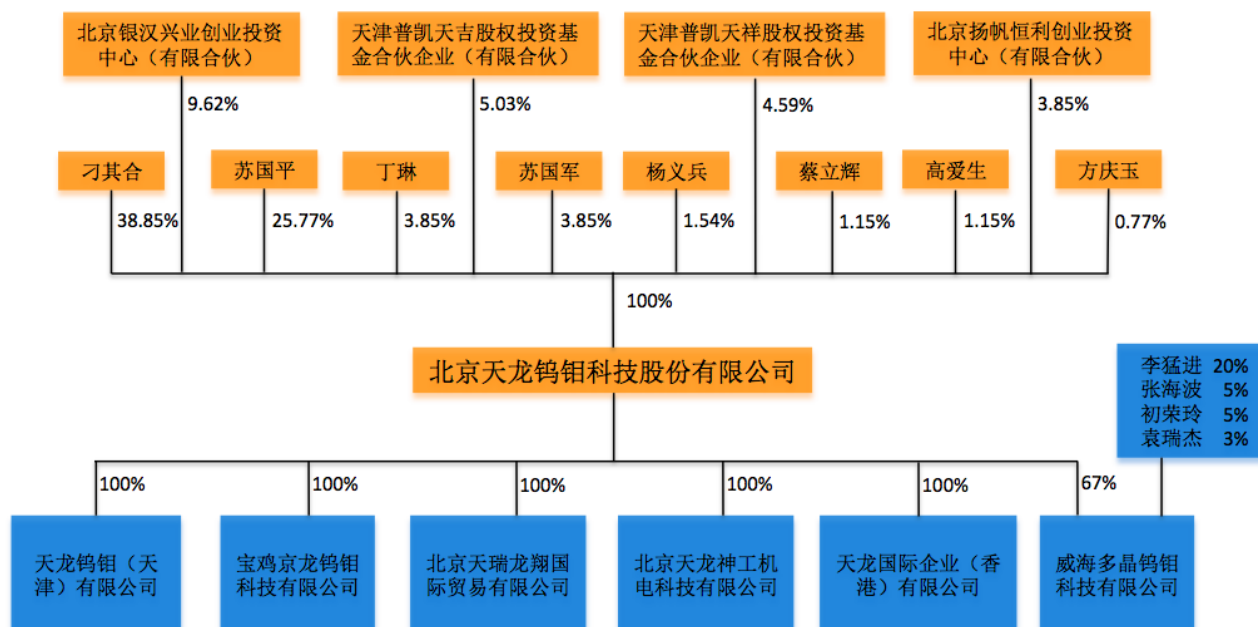 北京银汉兴业创业投资
中心（有限合伙）
天津普凯天吉股权投资基
金合伙企业（有限合伙）
天津普凯天祥股权投资基
金合伙企业（有限合伙）
北京扬帆恒利创业投资
中心（有限合伙）
9.62%
5.03%
4.59%
3.85%
刁其合
苏国平
丁琳
苏国军
杨义兵
蔡立辉
高爱生
方庆玉
38.85%
25.77%
3.85%
3.85%
1.54%
1.15%
1.15%
0.77%
100%
北京天龙钨钼科技股份有限公司
李猛进 20%
张海波 5%
初荣玲 5%
袁瑞杰 3%
100%
100%
100%
100%
100%
67%
天龙钨钼（天
津）有限公司
宝鸡京龙钨钼
科技有限公司
北京天瑞龙翔国
际贸易有限公司
北京天龙神工机
电科技有限公司
天龙国际企业（香
港）有限公司
威海多晶钨钼
科技有限公司